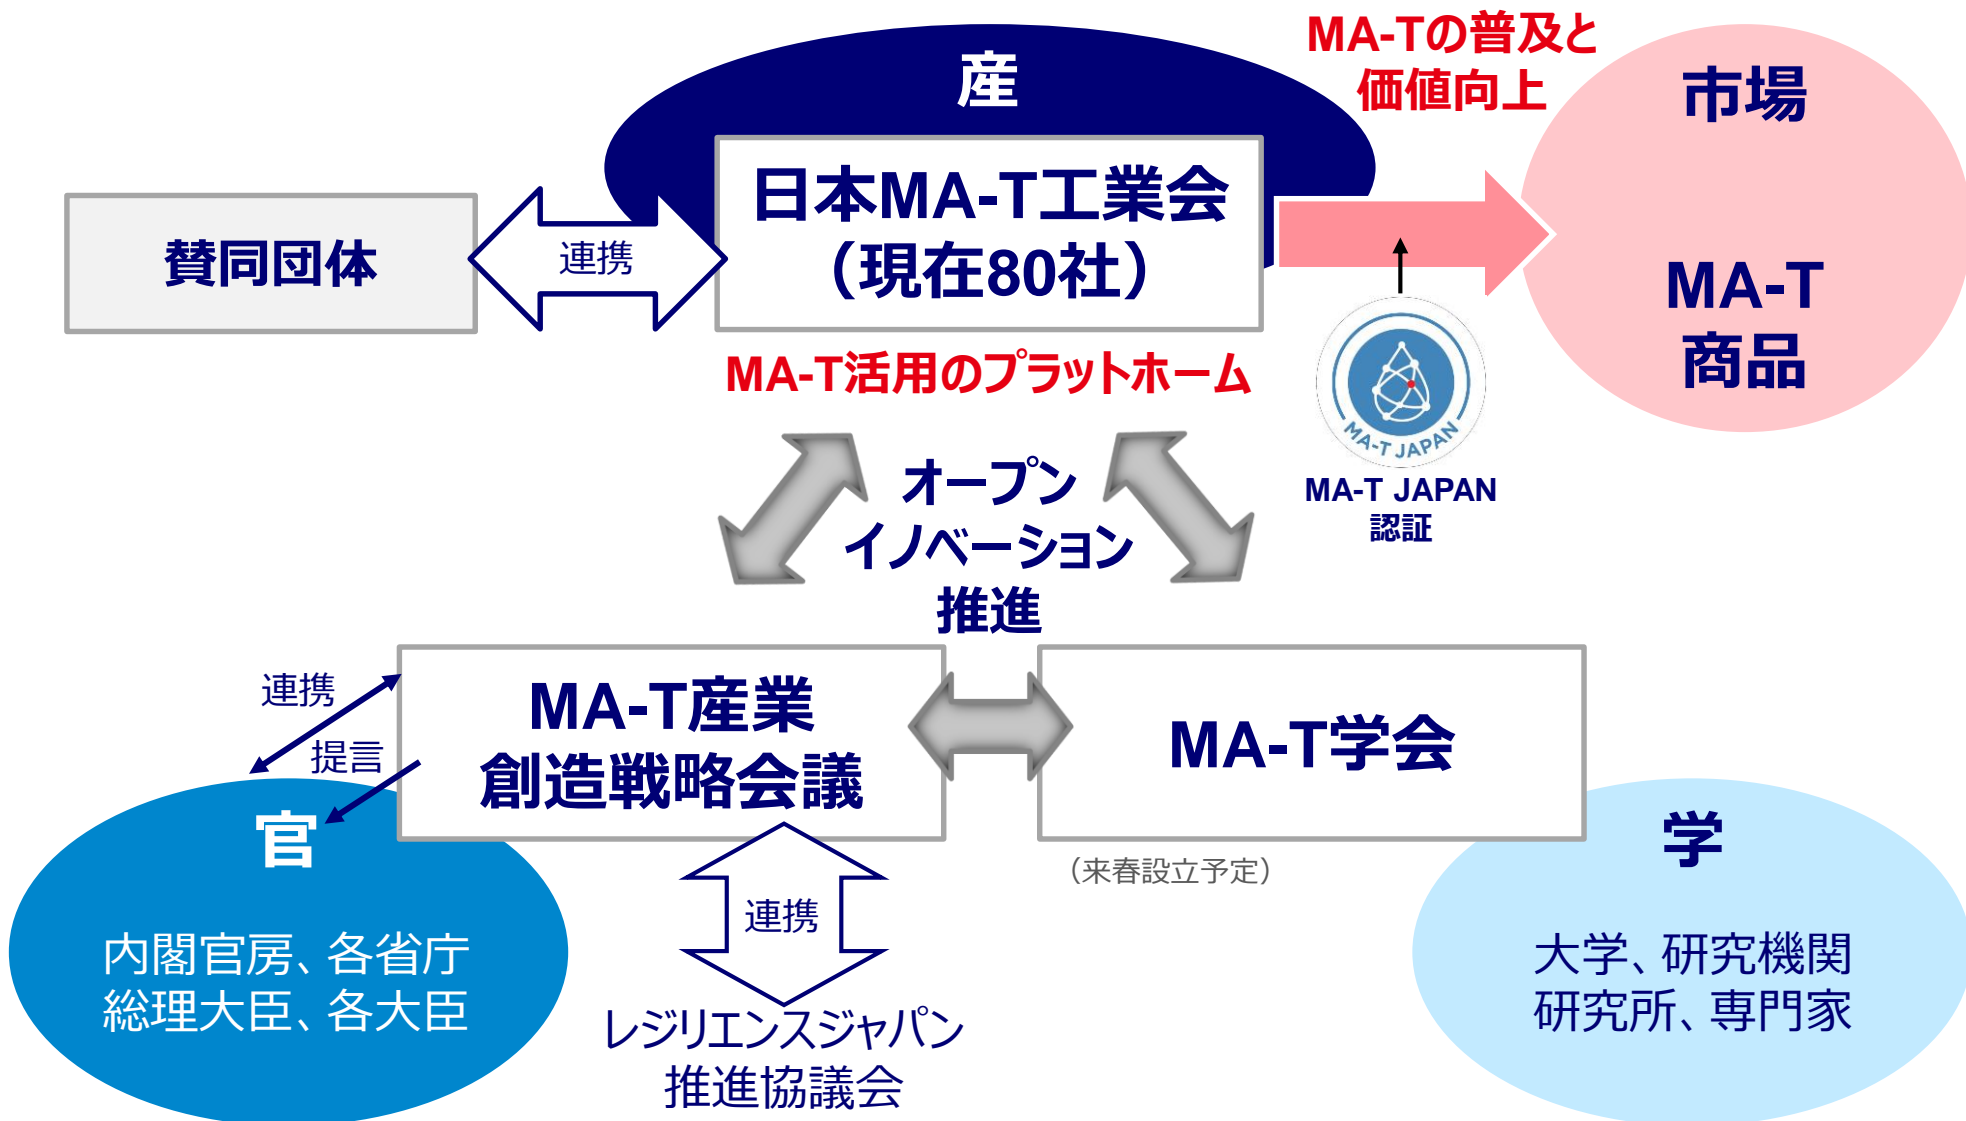 産
MA-Tの普及と
価値向上
市場
日本MA-T工業会
（現在80社）
賛同団体
連携
MA-T
商品
MA-T活用のプラットホーム
MA-T JAPAN
MA-T JAPAN
認証
オープン
イノベーション
推進
連携
提言
MA-T産業
創造戦略会議
MA-T学会
（来春設立予定）
官
内閣官房、各省庁
総理大臣、各大臣
連携
レジリエンスジャパン
推進協議会
学
大学、研究機関
研究所、専門家